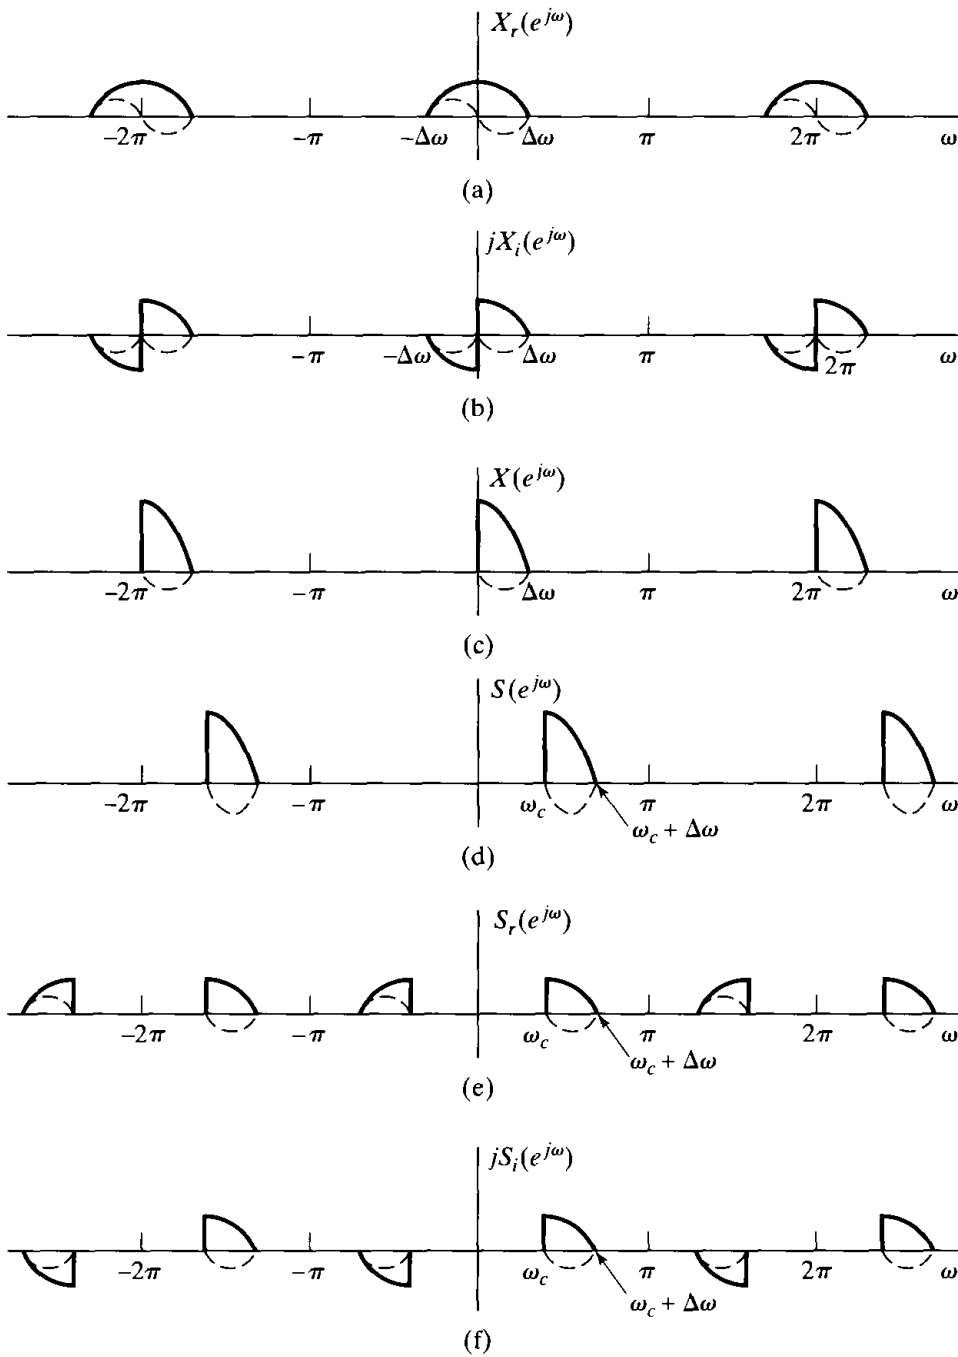 X_r(e^{jω})
−2π −π −Δω Δω π 2π ω
(a)
jX_i(e^{jω})
−π −Δω Δω π 2π ω
(b)
X(e^{jω})
−2π −π Δω π 2π ω
(c)
S(e^{jω})
−2π −π ω_c π 2π ω
ω_c + Δω
(d)
S_r(e^{jω})
−2π −π ω_c π 2π ω
ω_c + Δω
(e)
jS_i(e^{jω})
−2π −π ω_c π 2π ω
ω_c + Δω
(f)